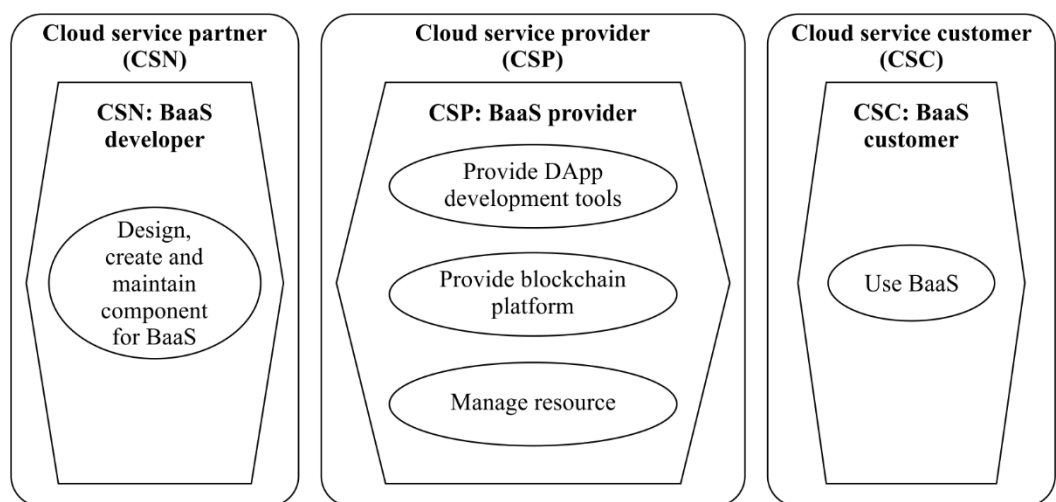 Cloud service partner
(CSN)
CSN: BaaS
developer
Design,
create and
maintain
component
for BaaS
Cloud service provider
(CSP)
CSP: BaaS provider
Provide DApp
development tools
Provide blockchain
platform
Manage resource
Cloud service customer
(CSC)
CSC: BaaS
customer
Use BaaS